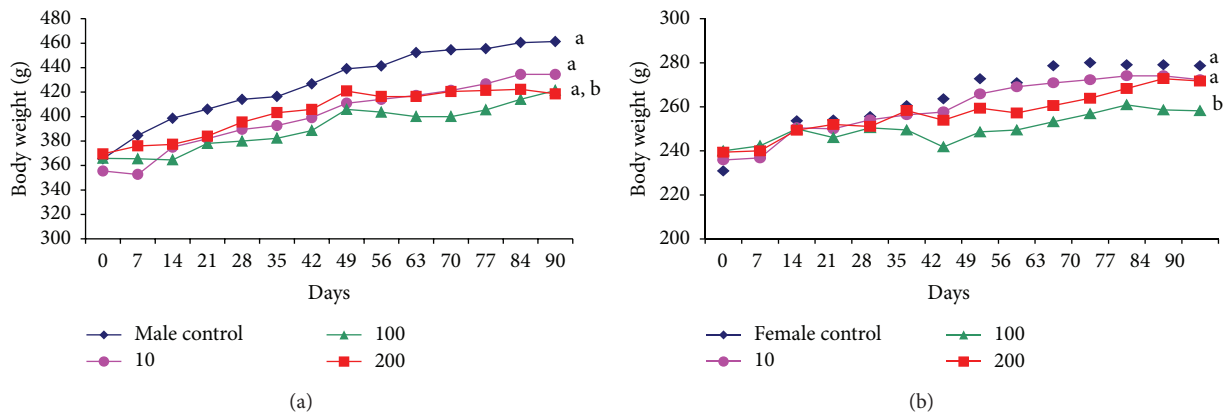 Body weight (g)
480
460
440
420
400
380
360
340
320
300
0 7 14 21 28 35 42 49 56 63 70 77 84 90
Days
a
a
a, b
Male control
10
100
200
(a)
Body weight (g)
300
280
260
240
220
200
0 7 14 21 28 35 42 49 56 63 70 77 84 90
Days
a
a
b
Female control
10
100
200
(b)